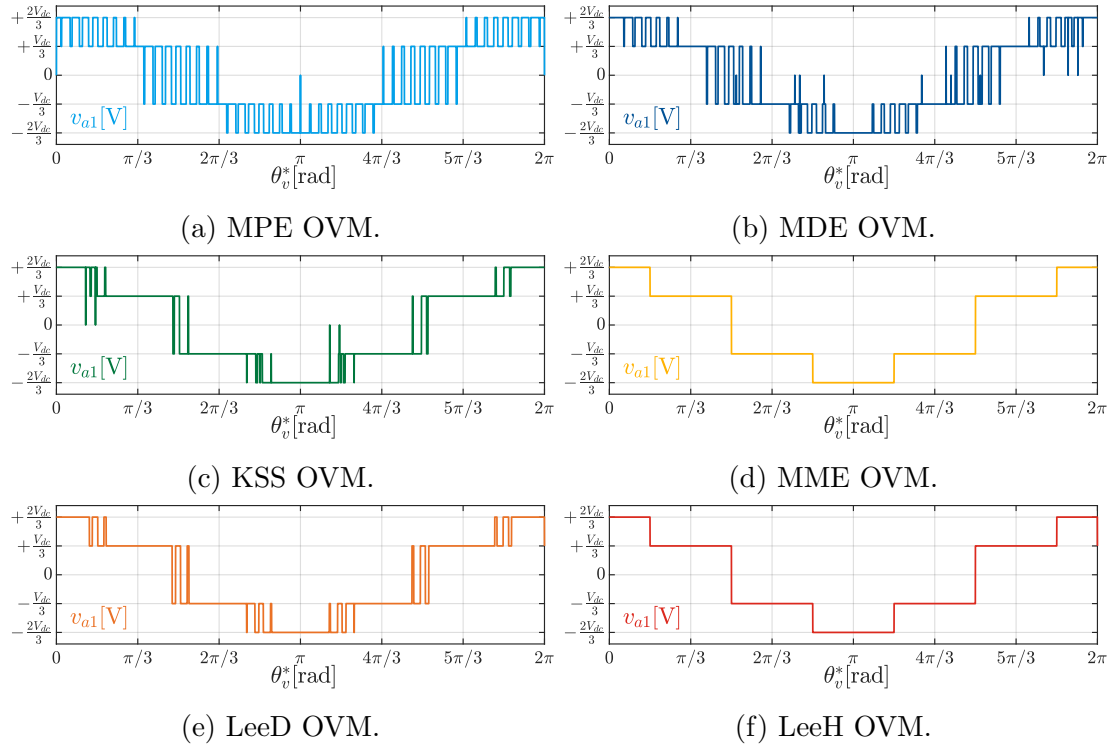 +2V_dc/3
+V_dc/3
0
−V_dc/3
−2V_dc/3
v_a1[V]
0 π/3 2π/3 π 4π/3 5π/3 2π
θ_v^*[rad]
(a) MPE OVM.
+2V_dc/3
+V_dc/3
0
−V_dc/3
−2V_dc/3
v_a1[V]
0 π/3 2π/3 π 4π/3 5π/3 2π
θ_v^*[rad]
(b) MDE OVM.
+2V_dc/3
+V_dc/3
0
−V_dc/3
−2V_dc/3
v_a1[V]
0 π/3 2π/3 π 4π/3 5π/3 2π
θ_v^*[rad]
(c) KSS OVM.
+2V_dc/3
+V_dc/3
0
−V_dc/3
−2V_dc/3
v_a1[V]
0 π/3 2π/3 π 4π/3 5π/3 2π
θ_v^*[rad]
(d) MME OVM.
+2V_dc/3
+V_dc/3
0
−V_dc/3
−2V_dc/3
v_a1[V]
0 π/3 2π/3 π 4π/3 5π/3 2π
θ_v^*[rad]
(e) LeeD OVM.
+2V_dc/3
+V_dc/3
0
−V_dc/3
−2V_dc/3
v_a1[V]
0 π/3 2π/3 π 4π/3 5π/3 2π
θ_v^*[rad]
(f) LeeH OVM.